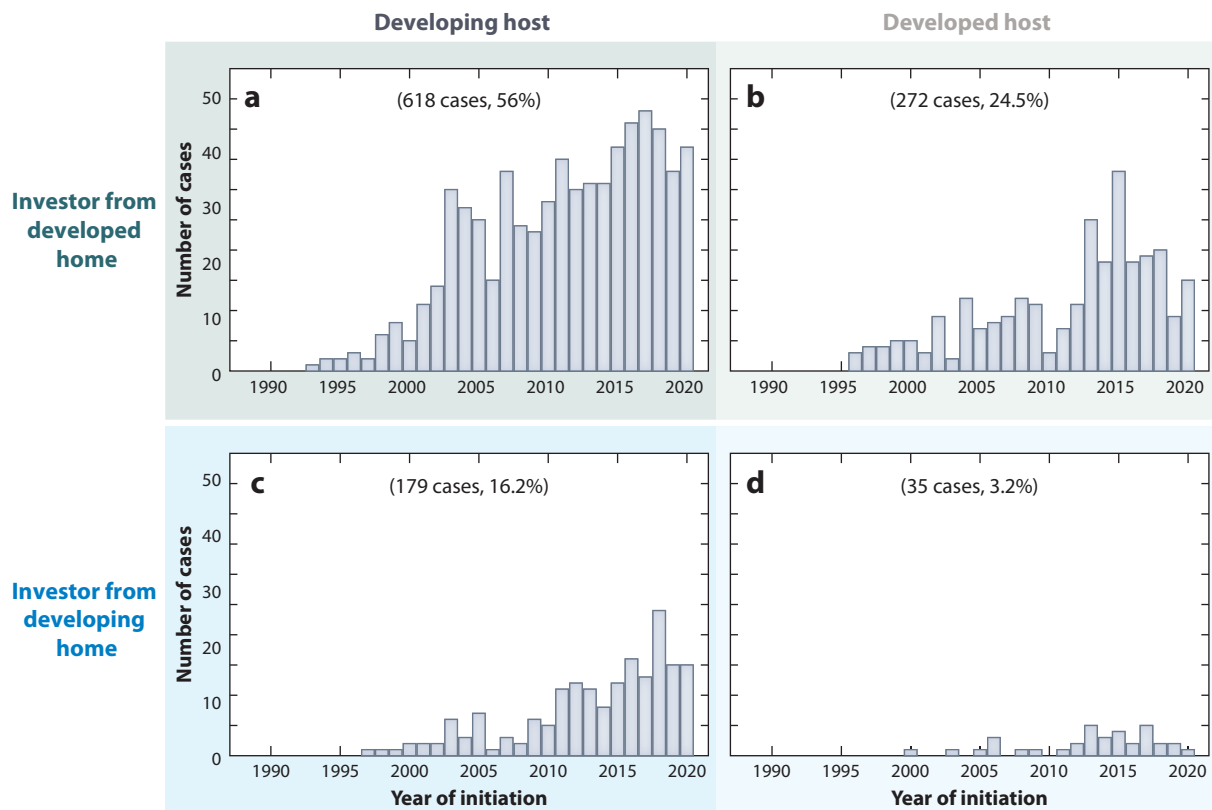 Developing host
Developed host
Investor from
developed
home
Number of cases
50
40
30
20
10
0
a
(618 cases, 56%)
1990 1995 2000 2005 2010 2015 2020
b
(272 cases, 24.5%)
1990 1995 2000 2005 2010 2015 2020
Investor from
developing
home
Number of cases
50
40
30
20
10
0
c
(179 cases, 16.2%)
1990 1995 2000 2005 2010 2015 2020
Year of initiation
d
(35 cases, 3.2%)
1990 1995 2000 2005 2010 2015 2020
Year of initiation